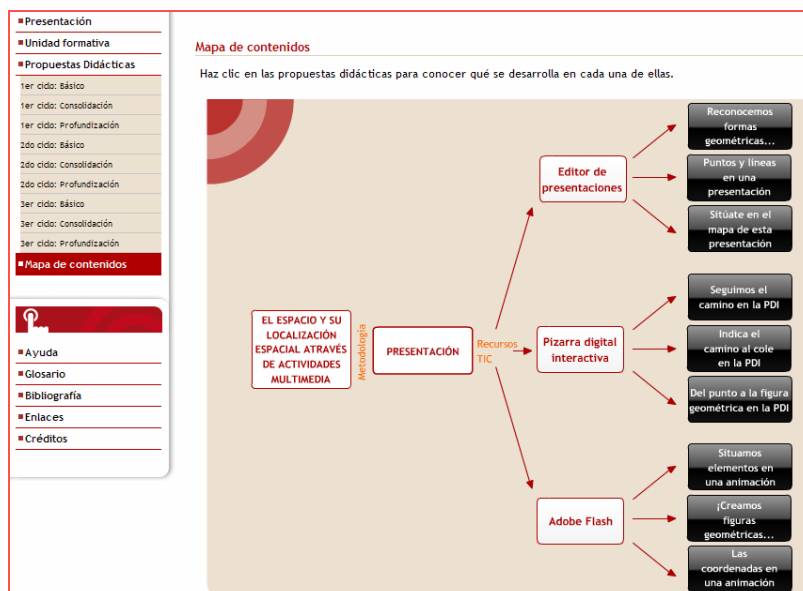 Presentación
Unidad formativa
Propuestas Didácticas
1er ciclo: Básico
1er ciclo: Consolidación
1er ciclo: Profundización
2do ciclo: Básico
2do ciclo: Consolidación
2do ciclo: Profundización
3er ciclo: Básico
3er ciclo: Consolidación
3er ciclo: Profundización
Mapa de contenidos
Ayuda
Glosario
Bibliografía
Enlaces
Créditos
Mapa de contenidos
Haz clic en las propuestas didácticas para conocer qué se desarrolla en cada una de ellas.
EL ESPACIO Y SU
LOCALIZACIÓN
ESPACIAL ATRAVÉS
DE ACTIVIDADES
MULTIMEDIA
Metodología
PRESENTACIÓN
Recursos
TIC
Editor de
presentaciones
Reconocemos
formas
geométricas...
Puntos y líneas
en una
presentación
Sitúate en el
mapa de esta
presentación
Pizarra digital
interactiva
Seguimos el
camino en la PDI
Indica el
camino al cole
en la PDI
Del punto a la figura
geométrica en la PDI
Adobe Flash
Situamos
elementos en
una animación
¡Creamos
figuras
geométricas...
Las
coordenadas en
una animación